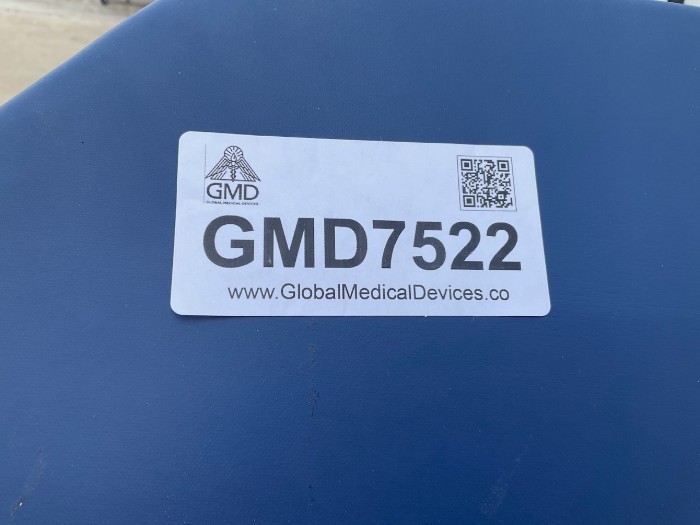 GMD
GLOBAL MEDICAL DEVICES
GMD7522
www.GlobalMedicalDevices.co